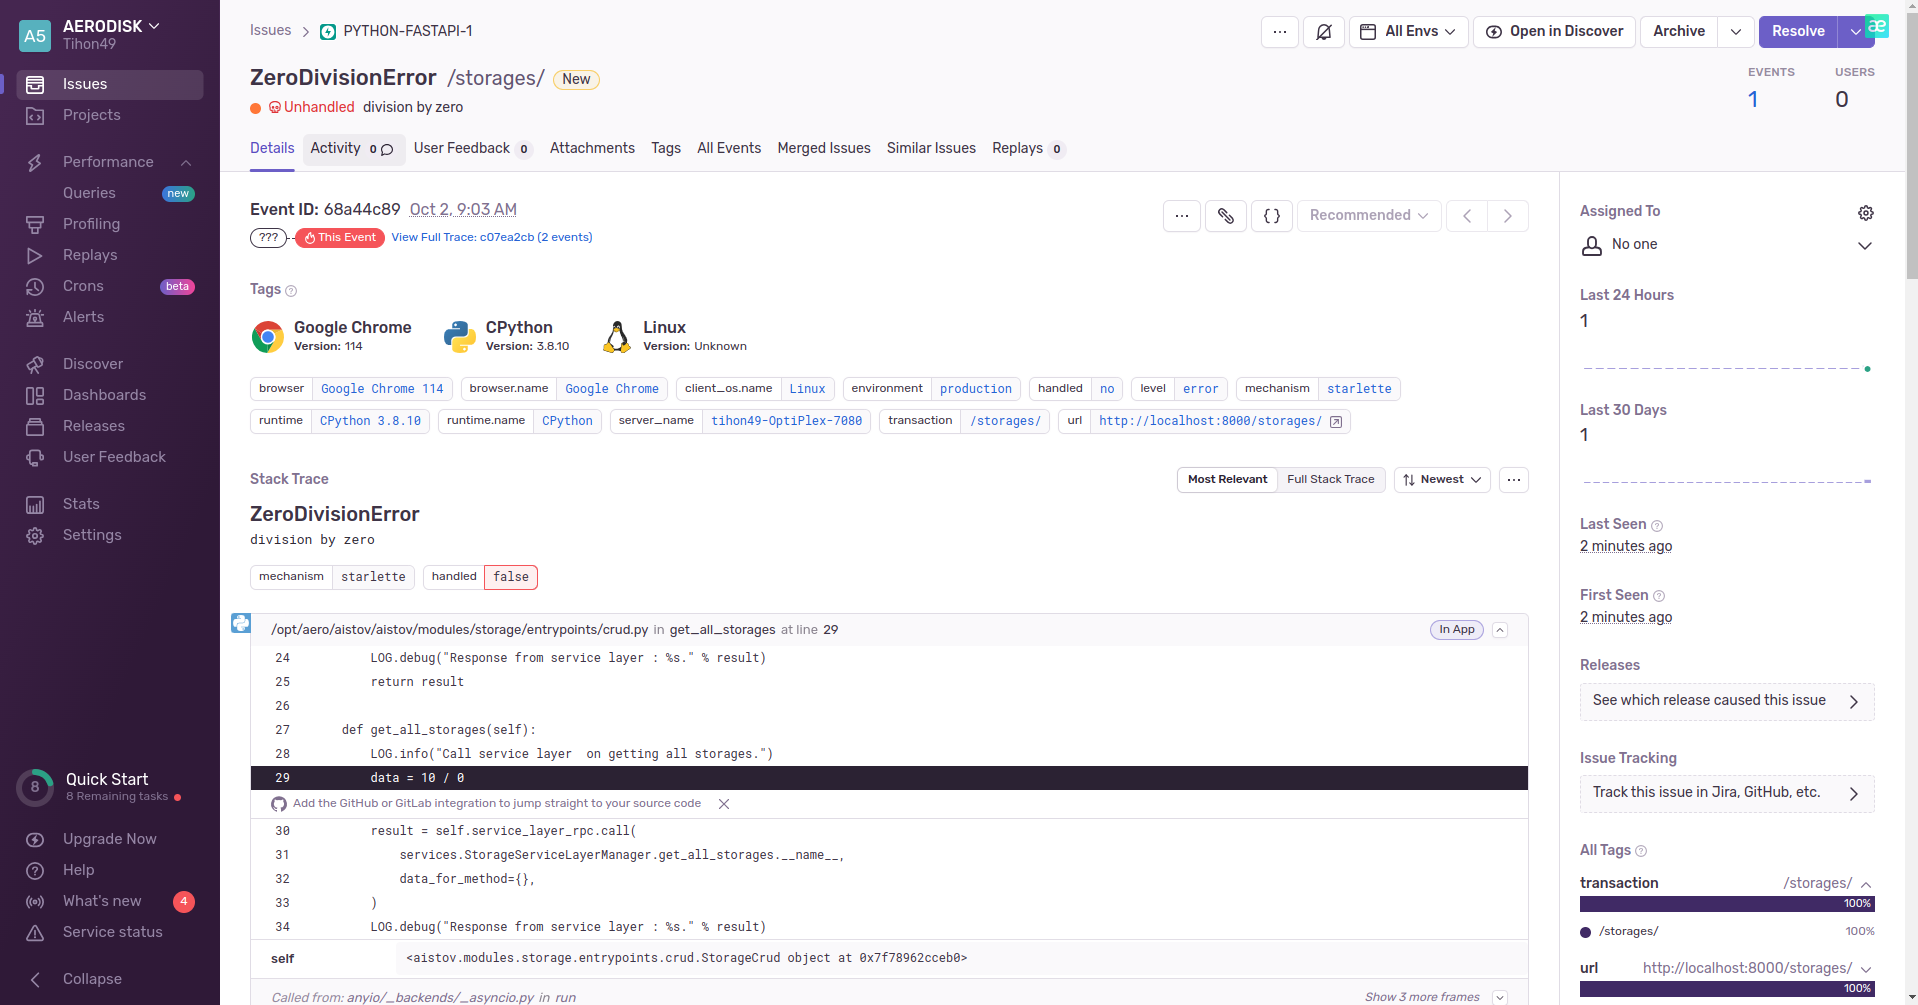 A5
AERODISK
Tihon49
Issues
Projects
Performance
Queries new
Profiling
Replays
Crons beta
Alerts
Discover
Dashboards
Releases
User Feedback
Stats
Settings
8
Quick Start
8 Remaining tasks
Upgrade Now
Help
What's new 4
Service status
Collapse
Issues > PYTHON-FASTAPI-1
... All Envs Open in Discover Archive Resolve æ
ZeroDivisionError /storages/ New
Unhandled division by zero
EVENTS USERS
1 0
Details Activity 0 User Feedback 0 Attachments Tags All Events Merged Issues Similar Issues Replays 0
Event ID: 68a44c89 Oct 2, 9:03 AM
??? This Event View Full Trace: c07ea2cb (2 events)
... {} Recommended
Tags ?
Google Chrome
Version: 114
CPython
Version: 3.8.10
Linux
Version: Unknown
browser Google Chrome 114 browser.name Google Chrome client_os.name Linux environment production handled no level error mechanism starlette
runtime CPython 3.8.10 runtime.name CPython server_name tihon49-OptiPlex-7080 transaction /storages/ url http://localhost:8000/storages/
Stack Trace Most Relevant Full Stack Trace Newest ...
ZeroDivisionError
division by zero
mechanism starlette handled false
/opt/aero/aistov/aistov/modules/storage/entrypoints/crud.py in get_all_storages at line 29 In App
24 LOG.debug("Response from service layer : %s." % result)
25 return result
26
27 def get_all_storages(self):
28 LOG.info("Call service layer  on getting all storages.")
29 data = 10 / 0
Add the GitHub or GitLab integration to jump straight to your source code
30 result = self.service_layer_rpc.call(
31 services.StorageServiceLayerManager.get_all_storages.__name__,
32 data_for_method={},
33 )
34 LOG.debug("Response from service layer : %s." % result)
self <aistov.modules.storage.entrypoints.crud.StorageCrud object at 0x7f78962cceb0>
Called from: anyio/_backends/_asyncio.py in run Show 3 more frames
Assigned To
No one
Last 24 Hours
1
Last 30 Days
1
Last Seen ?
2 minutes ago
First Seen ?
2 minutes ago
Releases
See which release caused this issue
Issue Tracking
Track this issue in Jira, GitHub, etc.
All Tags ?
transaction /storages/
100%
/storages/ 100%
url http://localhost:8000/storages/
100%